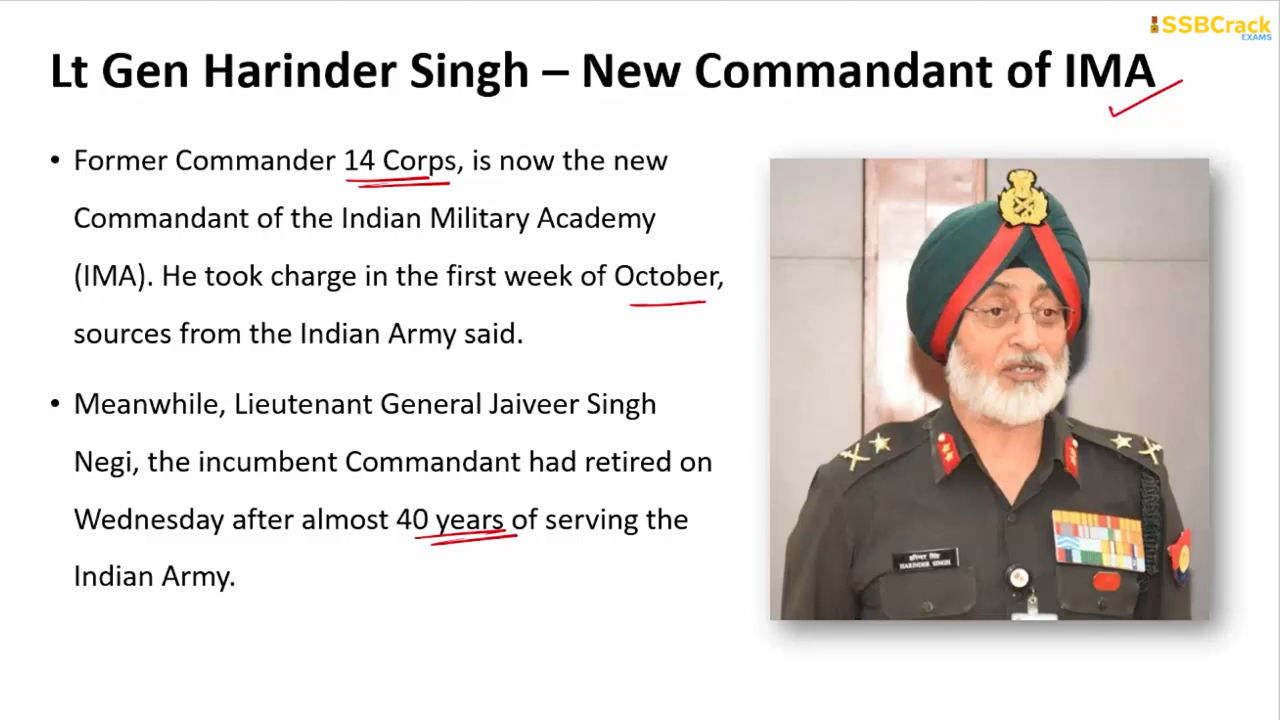 SSBCrack
EXAMS
Lt Gen Harinder Singh – New Commandant of IMA
• Former Commander 14 Corps, is now the new
Commandant of the Indian Military Academy
(IMA). He took charge in the first week of October,
sources from the Indian Army said.
• Meanwhile, Lieutenant General Jaiveer Singh
Negi, the incumbent Commandant had retired on
Wednesday after almost 40 years of serving the
Indian Army.
हरिन्दर सिंह
HARINDER SINGH